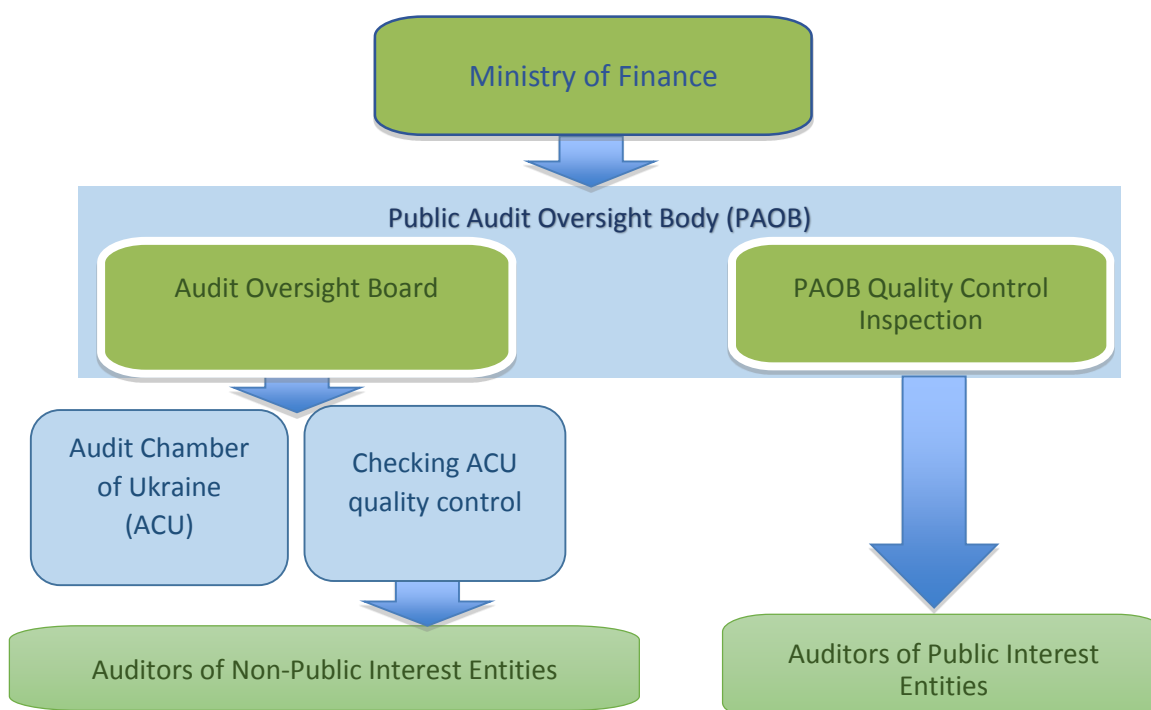 Ministry of Finance
Public Audit Oversight Body (PAOB)
Audit Oversight Board
PAOB Quality Control
Inspection
Audit Chamber
of Ukraine
(ACU)
Checking ACU
quality control
Auditors of Non-Public Interest Entities
Auditors of Public Interest
Entities